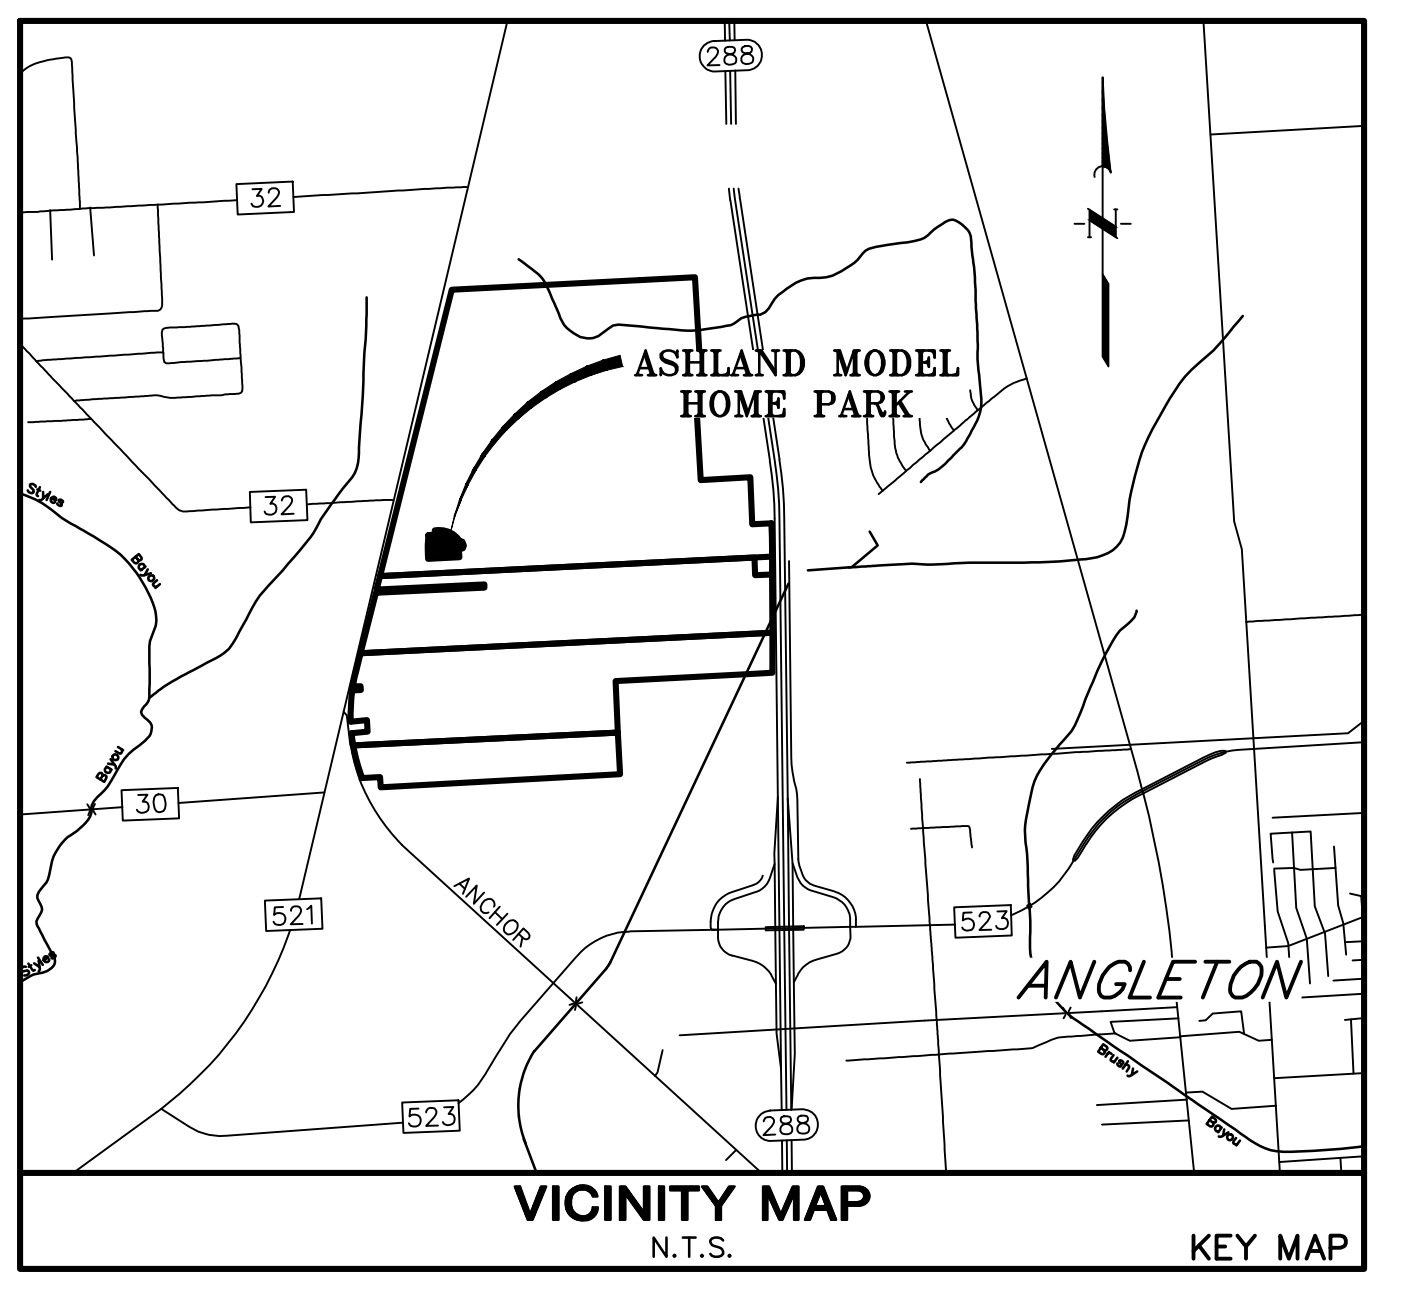 288
32
ASHLAND MODEL
HOME PARK
32
Styles
Bayou
Bayou
30
521
ANCHOR
523
Styles
ANGLETON
Brushy
523
288
Bayou
VICINITY MAP
N.T.S.
KEY MAP
N